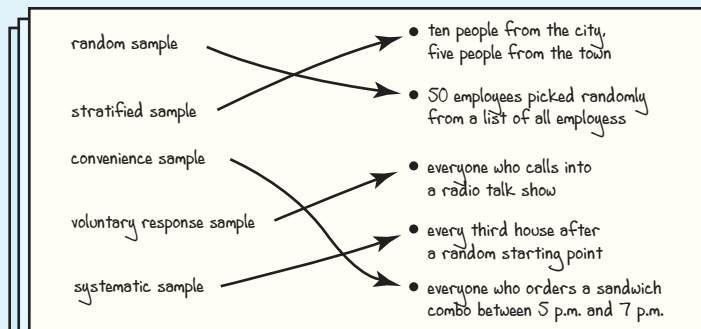 random sample
stratified sample
convenience sample
voluntary response sample
systematic sample
• ten people from the city,
five people from the town
• 50 employees picked randomly
from a list of all employess
• everyone who calls into
a radio talk show
• every third house after
a random starting point
• everyone who orders a sandwich
combo between 5 p.m. and 7 p.m.